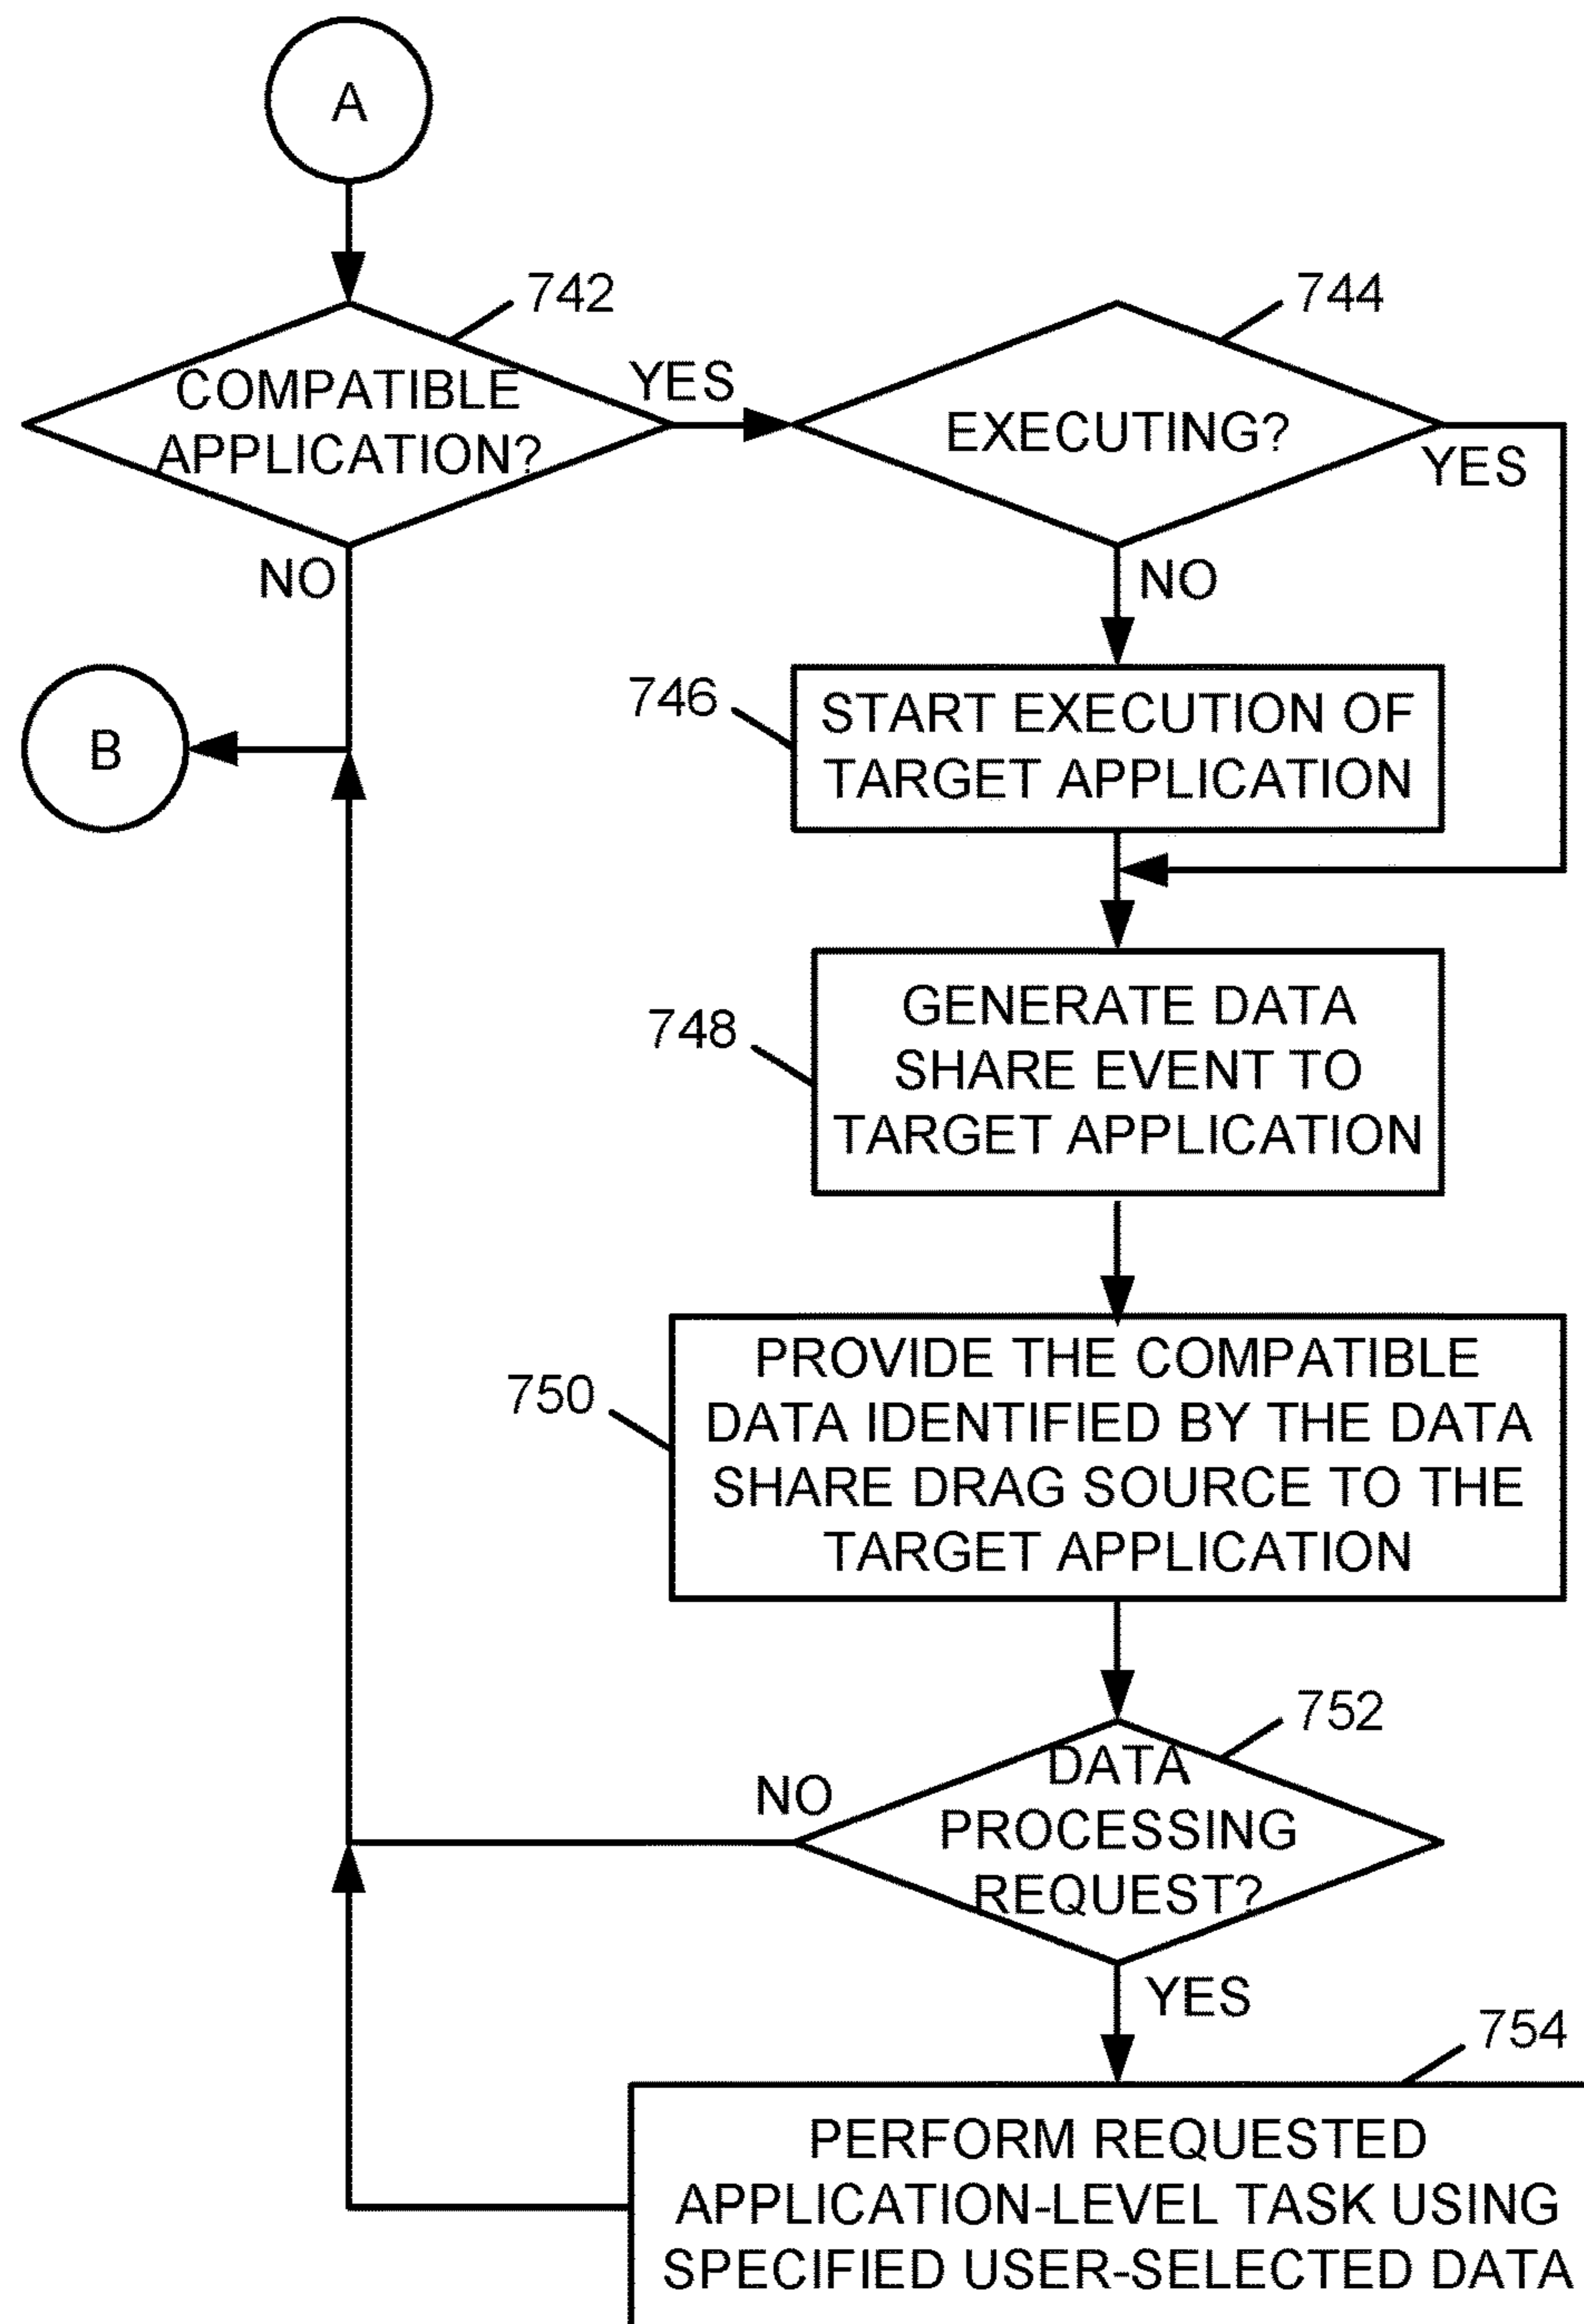 A
742
COMPATIBLE
APPLICATION?
YES
NO
744
EXECUTING?
YES
NO
B
746
START EXECUTION OF
TARGET APPLICATION
748
GENERATE DATA
SHARE EVENT TO
TARGET APPLICATION
750
PROVIDE THE COMPATIBLE
DATA IDENTIFIED BY THE DATA
SHARE DRAG SOURCE TO THE
TARGET APPLICATION
752
DATA
PROCESSING
REQUEST?
NO
YES
754
PERFORM REQUESTED
APPLICATION-LEVEL TASK USING
SPECIFIED USER-SELECTED DATA